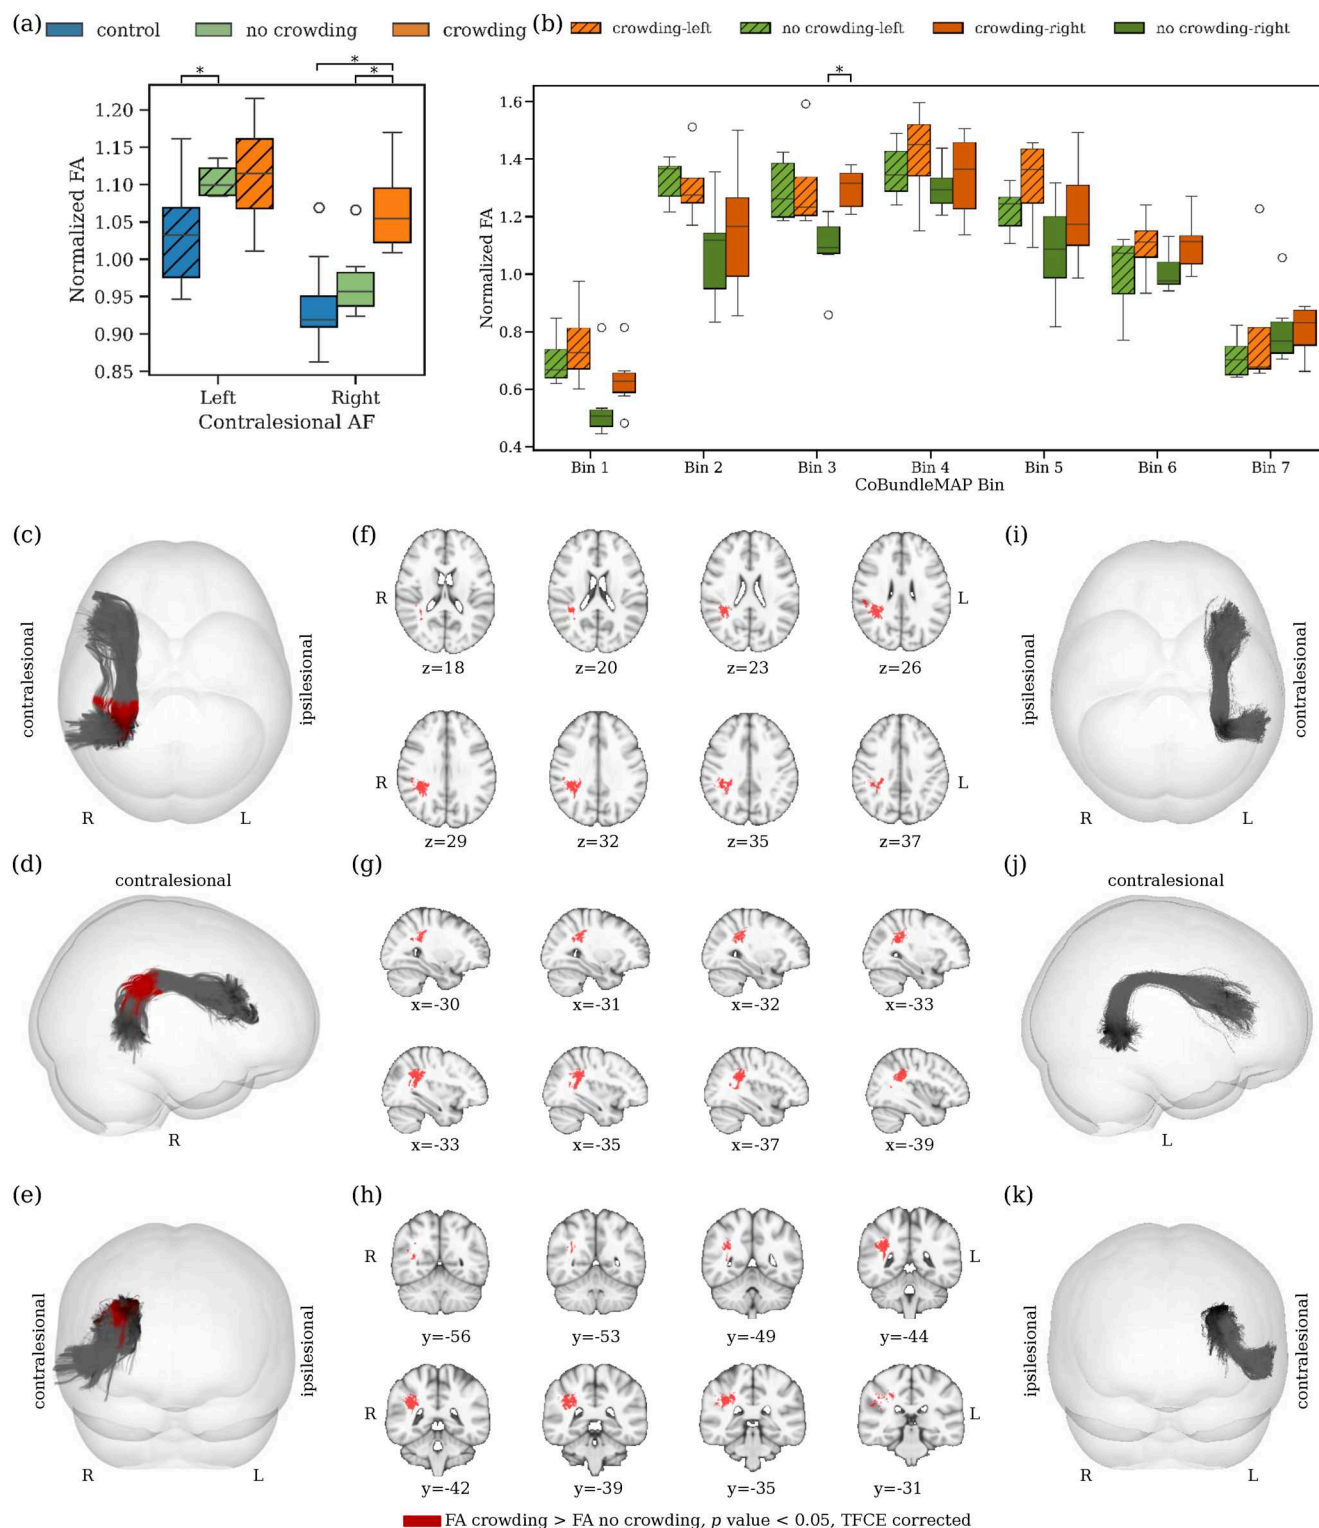 (a) control no crowding crowding
* * *
Normalized FA
1.20
1.15
1.10
1.05
1.00
0.95
0.90
0.85
Left Right
Contralesional AF
(b) crowding-left no crowding-left crowding-right no crowding-right
*
Normalized FA
1.6
1.4
1.2
1.0
0.8
0.6
0.4
Bin 1 Bin 2 Bin 3 Bin 4 Bin 5 Bin 6 Bin 7
CoBundleMAP Bin
(c)
contralesional
ipsilesional
R L
(f)
R L
z=18 z=20 z=23 z=26
R L
z=29 z=32 z=35 z=37
(i)
ipsilesional
contralesional
R L
(d)
contralesional
R
(g)
x=-30 x=-31 x=-32 x=-33
x=-33 x=-35 x=-37 x=-39
(j)
contralesional
L
(e)
contralesional
ipsilesional
R L
(h)
R L
y=-56 y=-53 y=-49 y=-44
R L
y=-42 y=-39 y=-35 y=-31
(k)
ipsilesional
contralesional
R L
FA crowding > FA no crowding, p value < 0.05, TFCE corrected